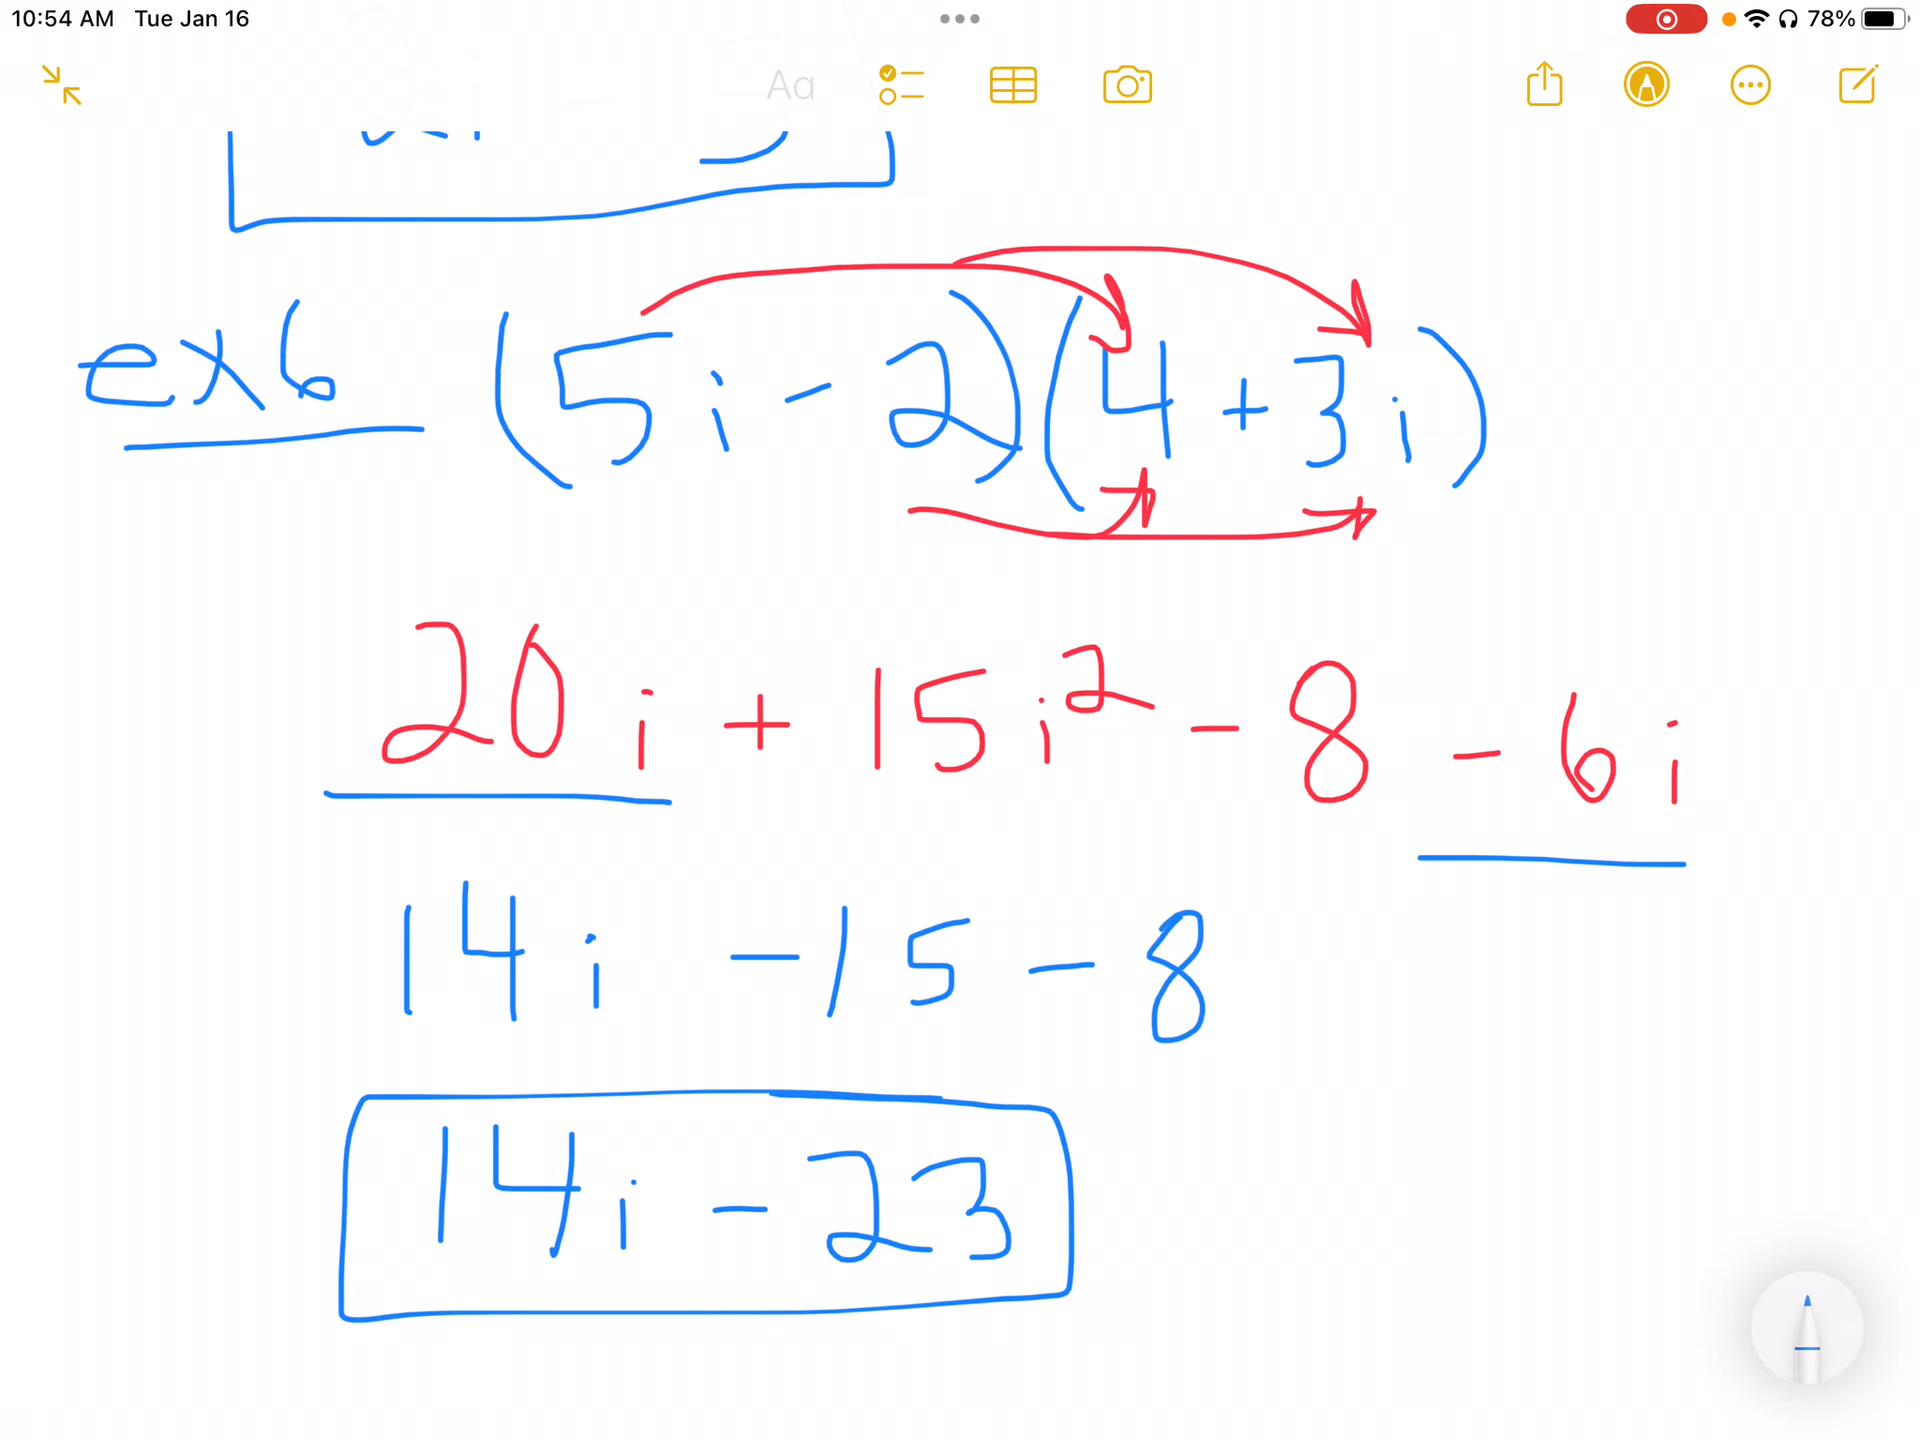 10:54 AM Tue Jan 16
78%
Aa
ex6 (5i - 2)(4 + 3i)
20i + 15i² - 8 - 6i
14i - 15 - 8
14i - 23